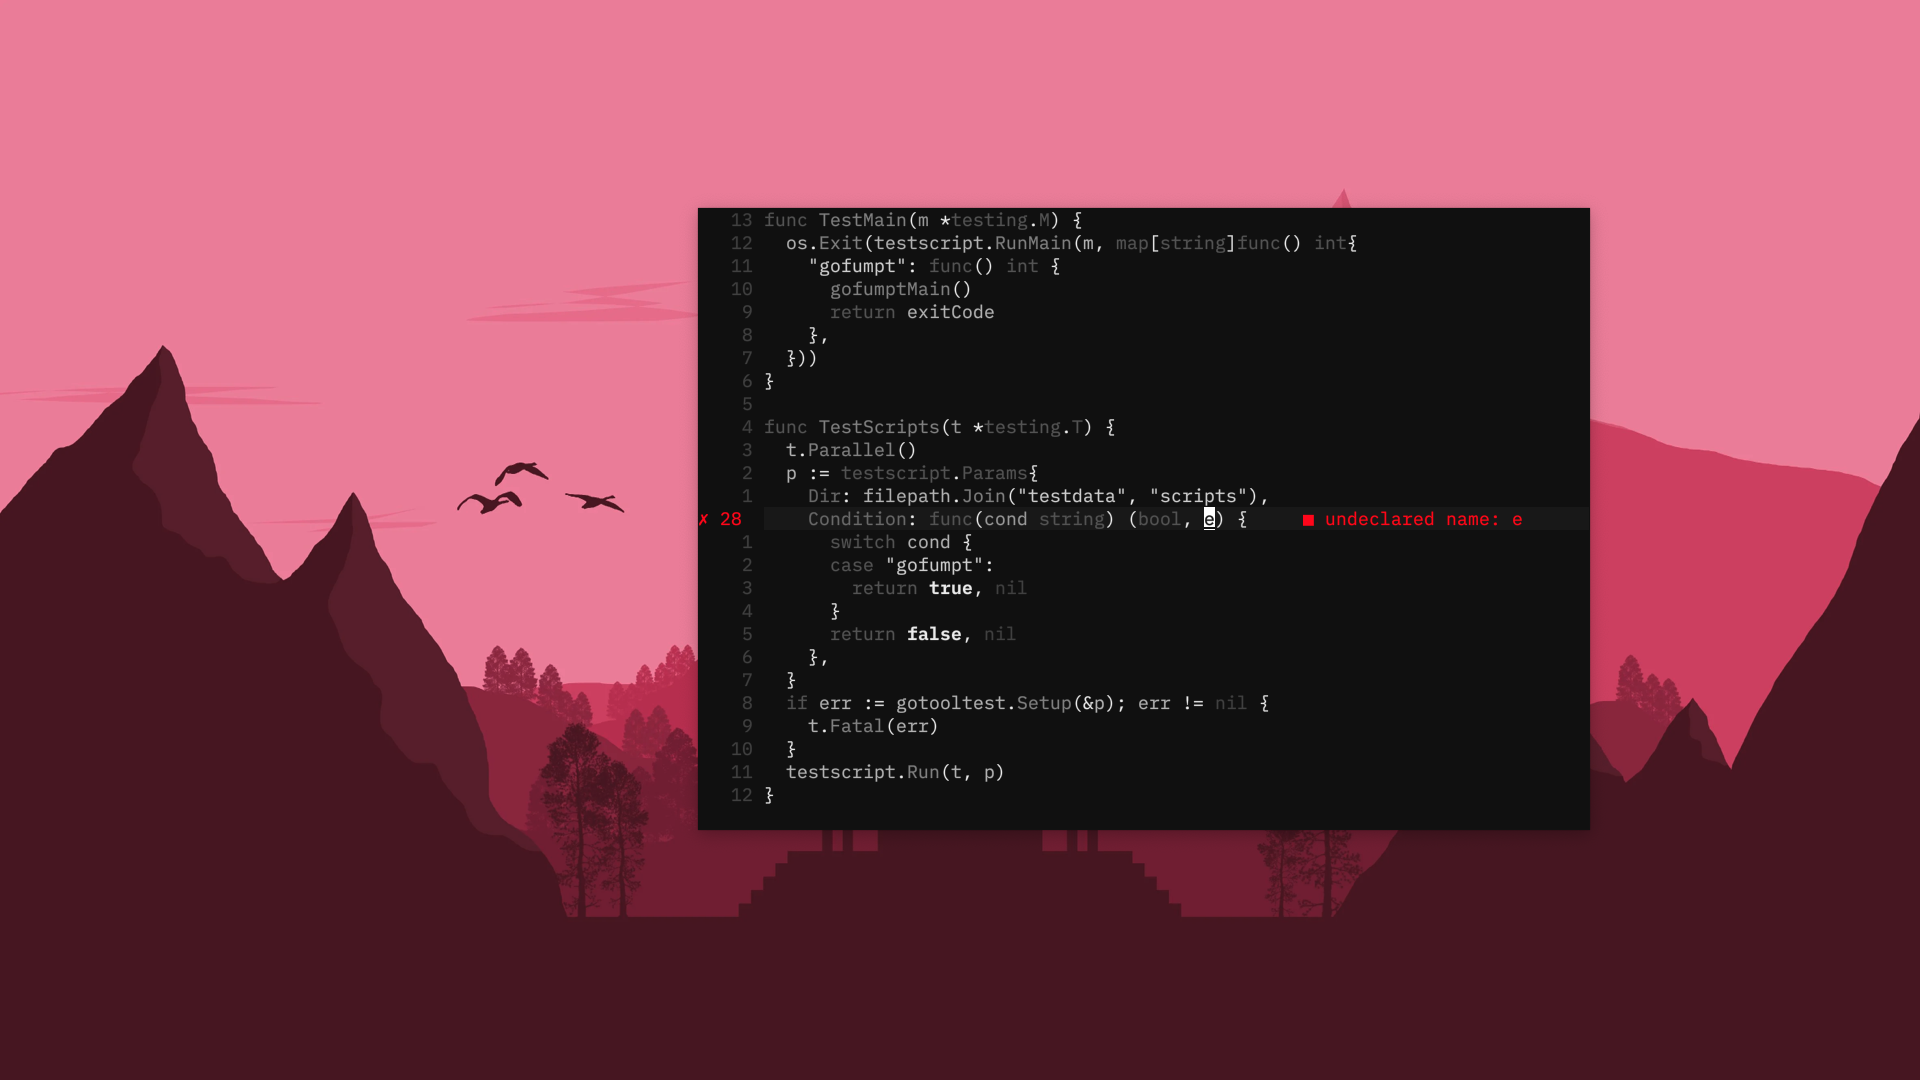 13 func TestMain(m *testing.M) {
12   os.Exit(testscript.RunMain(m, map[string]func() int{
11     "gofumpt": func() int {
10       gofumptMain()
9       return exitCode
8     },
7   }))
6 }
5
4 func TestScripts(t *testing.T) {
3   t.Parallel()
2   p := testscript.Params{
1     Dir: filepath.Join("testdata", "scripts"),
✗ 28     Condition: func(cond string) (bool, e) {     ■ undeclared name: e
1       switch cond {
2       case "gofumpt":
3         return true, nil
4       }
5       return false, nil
6     },
7   }
8   if err := gotooltest.Setup(&p); err != nil {
9     t.Fatal(err)
10   }
11   testscript.Run(t, p)
12 }